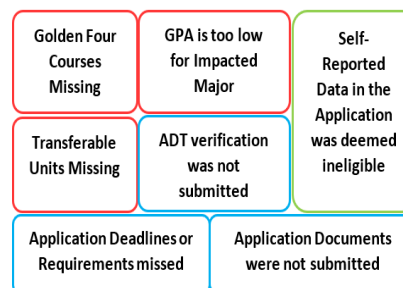 Golden Four
Courses
Missing
GPA is too low
for Impacted
Major
Self-
Reported
Data in the
Application
was deemed
ineligible
Transferable
Units Missing
ADT verification
was not
submitted
Application Deadlines or
Requirements missed
Application Documents
were not submitted